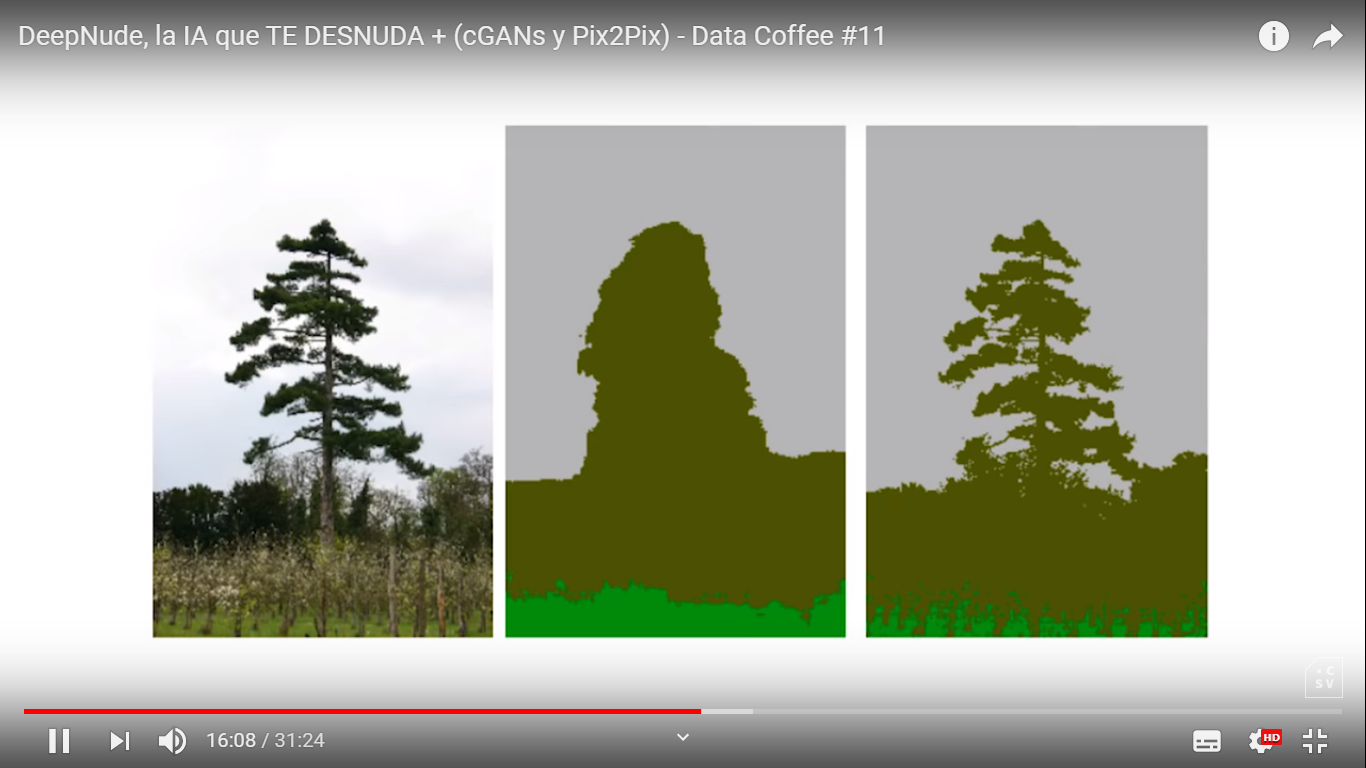 DeepNude, la IA que TE DESNUDA + (cGANs y Pix2Pix) - Data Coffee #11
• C
S V
16:08 / 31:24
HD